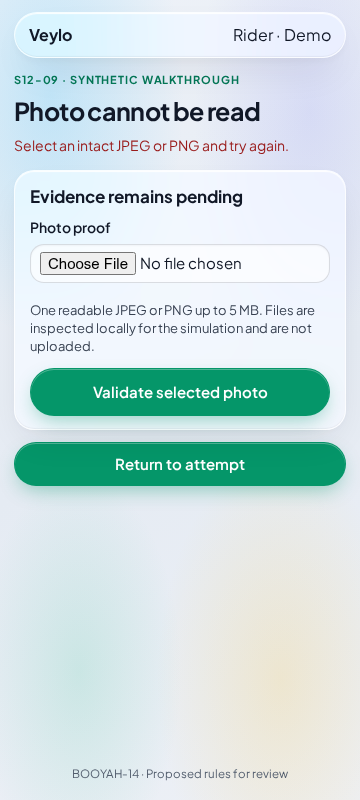 Veylo
Rider · Demo
S12-09 · SYNTHETIC WALKTHROUGH
Photo cannot be read
Select an intact JPEG or PNG and try again.
Evidence remains pending
Photo proof
Choose File No file chosen
One readable JPEG or PNG up to 5 MB. Files are
inspected locally for the simulation and are not
uploaded.
Validate selected photo
Return to attempt
BOOYAH-14 · Proposed rules for review